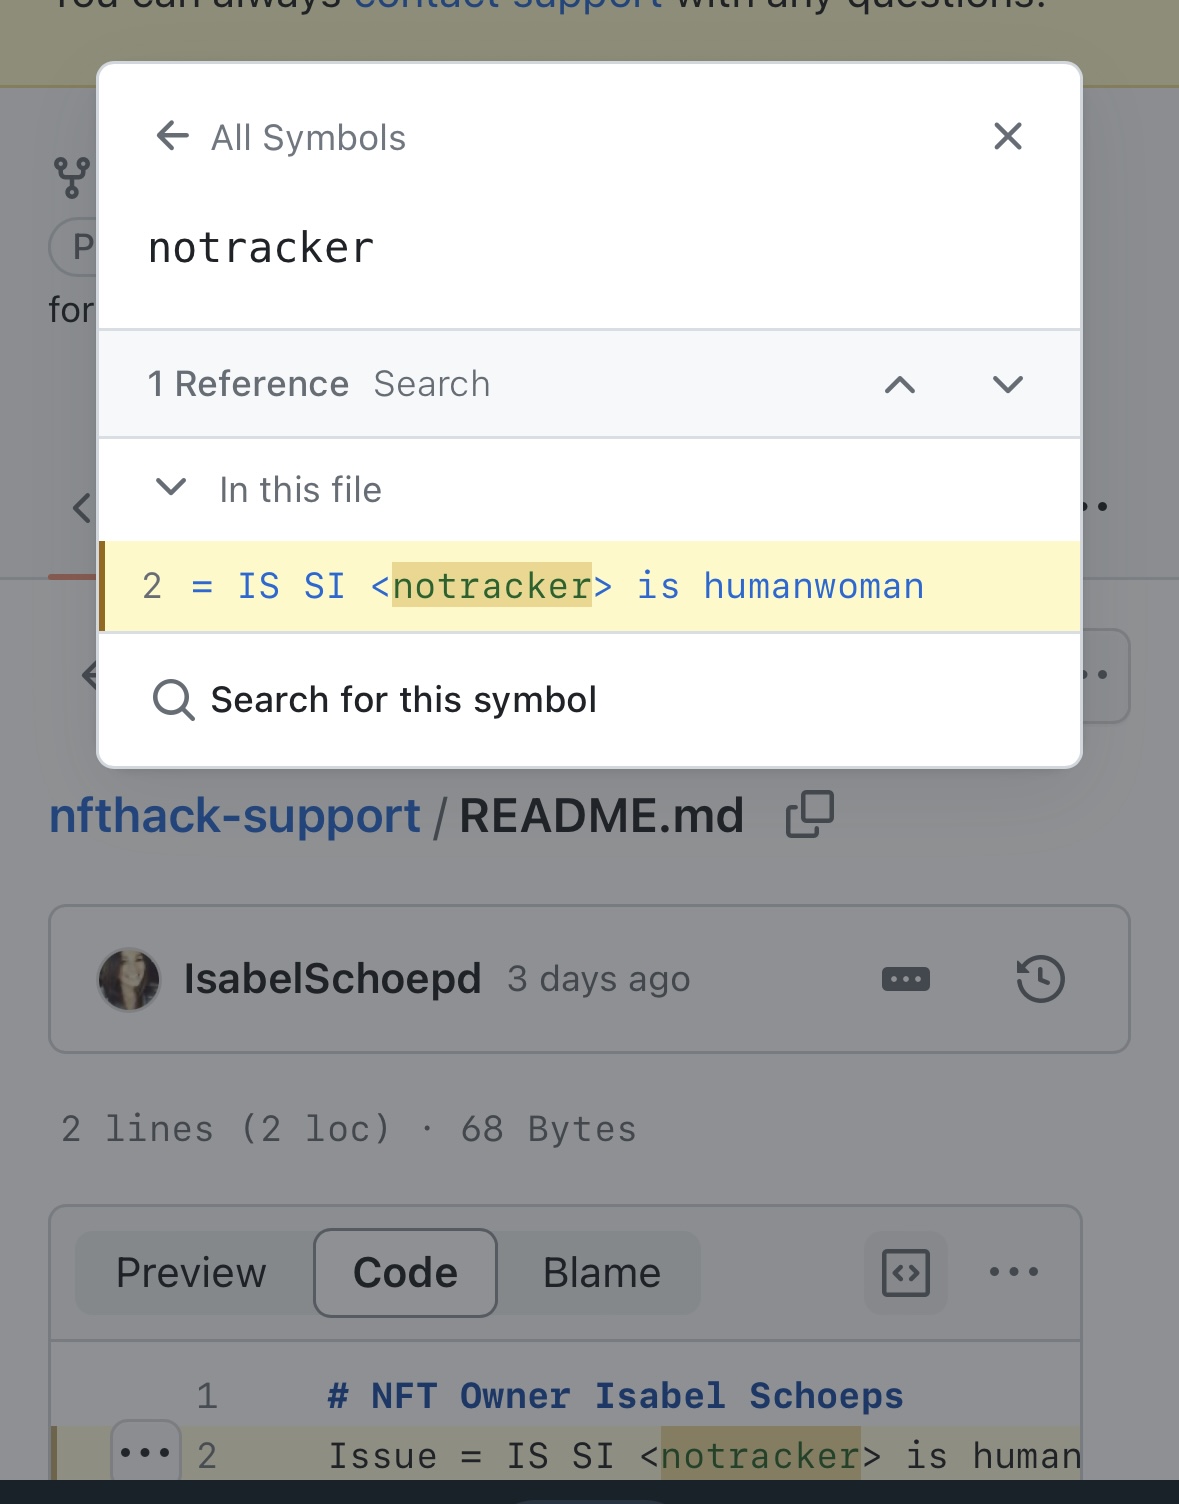 You can always contact support with any questions.
All Symbols
notracker
for
1 Reference Search
In this file
2 = IS SI <notracker> is humanwoman
Search for this symbol
nfthack-support / README.md
IsabelSchoepd 3 days ago
2 lines (2 loc) · 68 Bytes
Preview Code Blame
1 # NFT Owner Isabel Schoeps
2 Issue = IS SI <notracker> is human